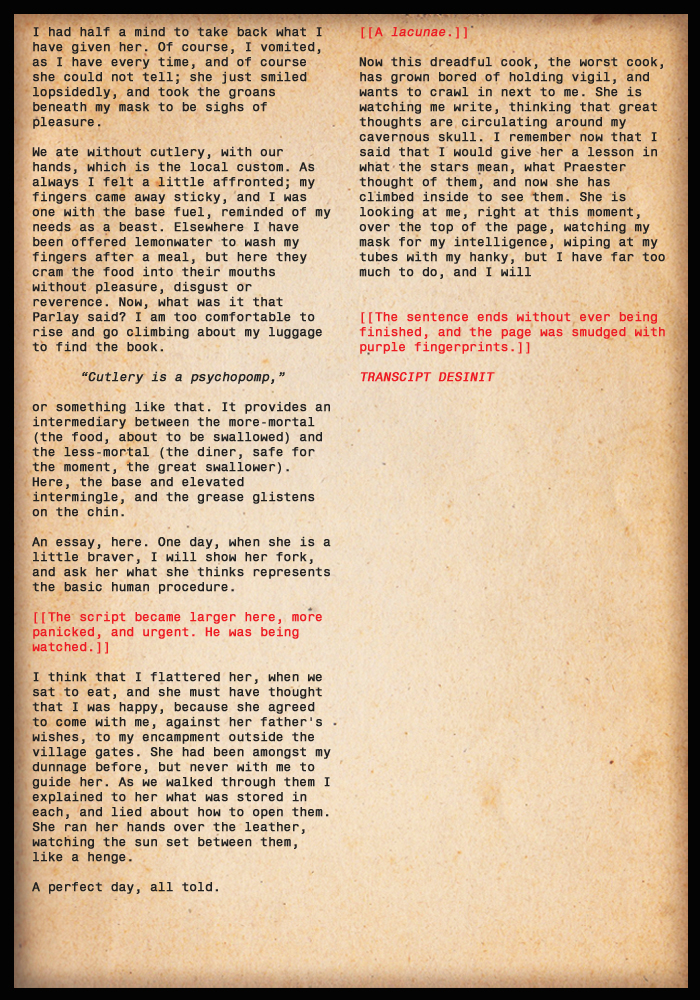 I had half a mind to take back what I
have given her. Of course, I vomited,
as I have every time, and of course
she could not tell; she just smiled
lopsidedly, and took the groans
beneath my mask to be sighs of
pleasure.
We ate without cutlery, with our
hands, which is the local custom. As
always I felt a little affronted; my
fingers came away sticky, and I was
one with the base fuel, reminded of my
needs as a beast. Elsewhere I have
been offered lemonwater to wash my
fingers after a meal, but here they
cram the food into their mouths
without pleasure, disgust or
reverence. Now, what was it that
Parlay said? I am too comfortable to
rise and go climbing about my luggage
to find the book.
“Cutlery is a psychopomp,”
or something like that. It provides an
intermediary between the more-mortal
(the food, about to be swallowed) and
the less-mortal (the diner, safe for
the moment, the great swallower).
Here, the base and elevated
intermingle, and the grease glistens
on the chin.
An essay, here. One day, when she is a
little braver, I will show her fork,
and ask her what she thinks represents
the basic human procedure.
[[The script became larger here, more
panicked, and urgent. He was being
watched.]]
I think that I flattered her, when we
sat to eat, and she must have thought
that I was happy, because she agreed
to come with me, against her father's
wishes, to my encampment outside the
village gates. She had been amongst my
dunnage before, but never with me to
guide her. As we walked through them I
explained to her what was stored in
each, and lied about how to open them.
She ran her hands over the leather,
watching the sun set between them,
like a henge.
A perfect day, all told.
[[A lacunae.]]
Now this dreadful cook, the worst cook,
has grown bored of holding vigil, and
wants to crawl in next to me. She is
watching me write, thinking that great
thoughts are circulating around my
cavernous skull. I remember now that I
said that I would give her a lesson in
what the stars mean, what Praester
thought of them, and now she has
climbed inside to see them. She is
looking at me, right at this moment,
over the top of the page, watching my
mask for my intelligence, wiping at my
tubes with my hanky, but I have far too
much to do, and I will
[[The sentence ends without ever being
finished, and the page was smudged with
purple fingerprints.]]
TRANSCIPT DESINIT